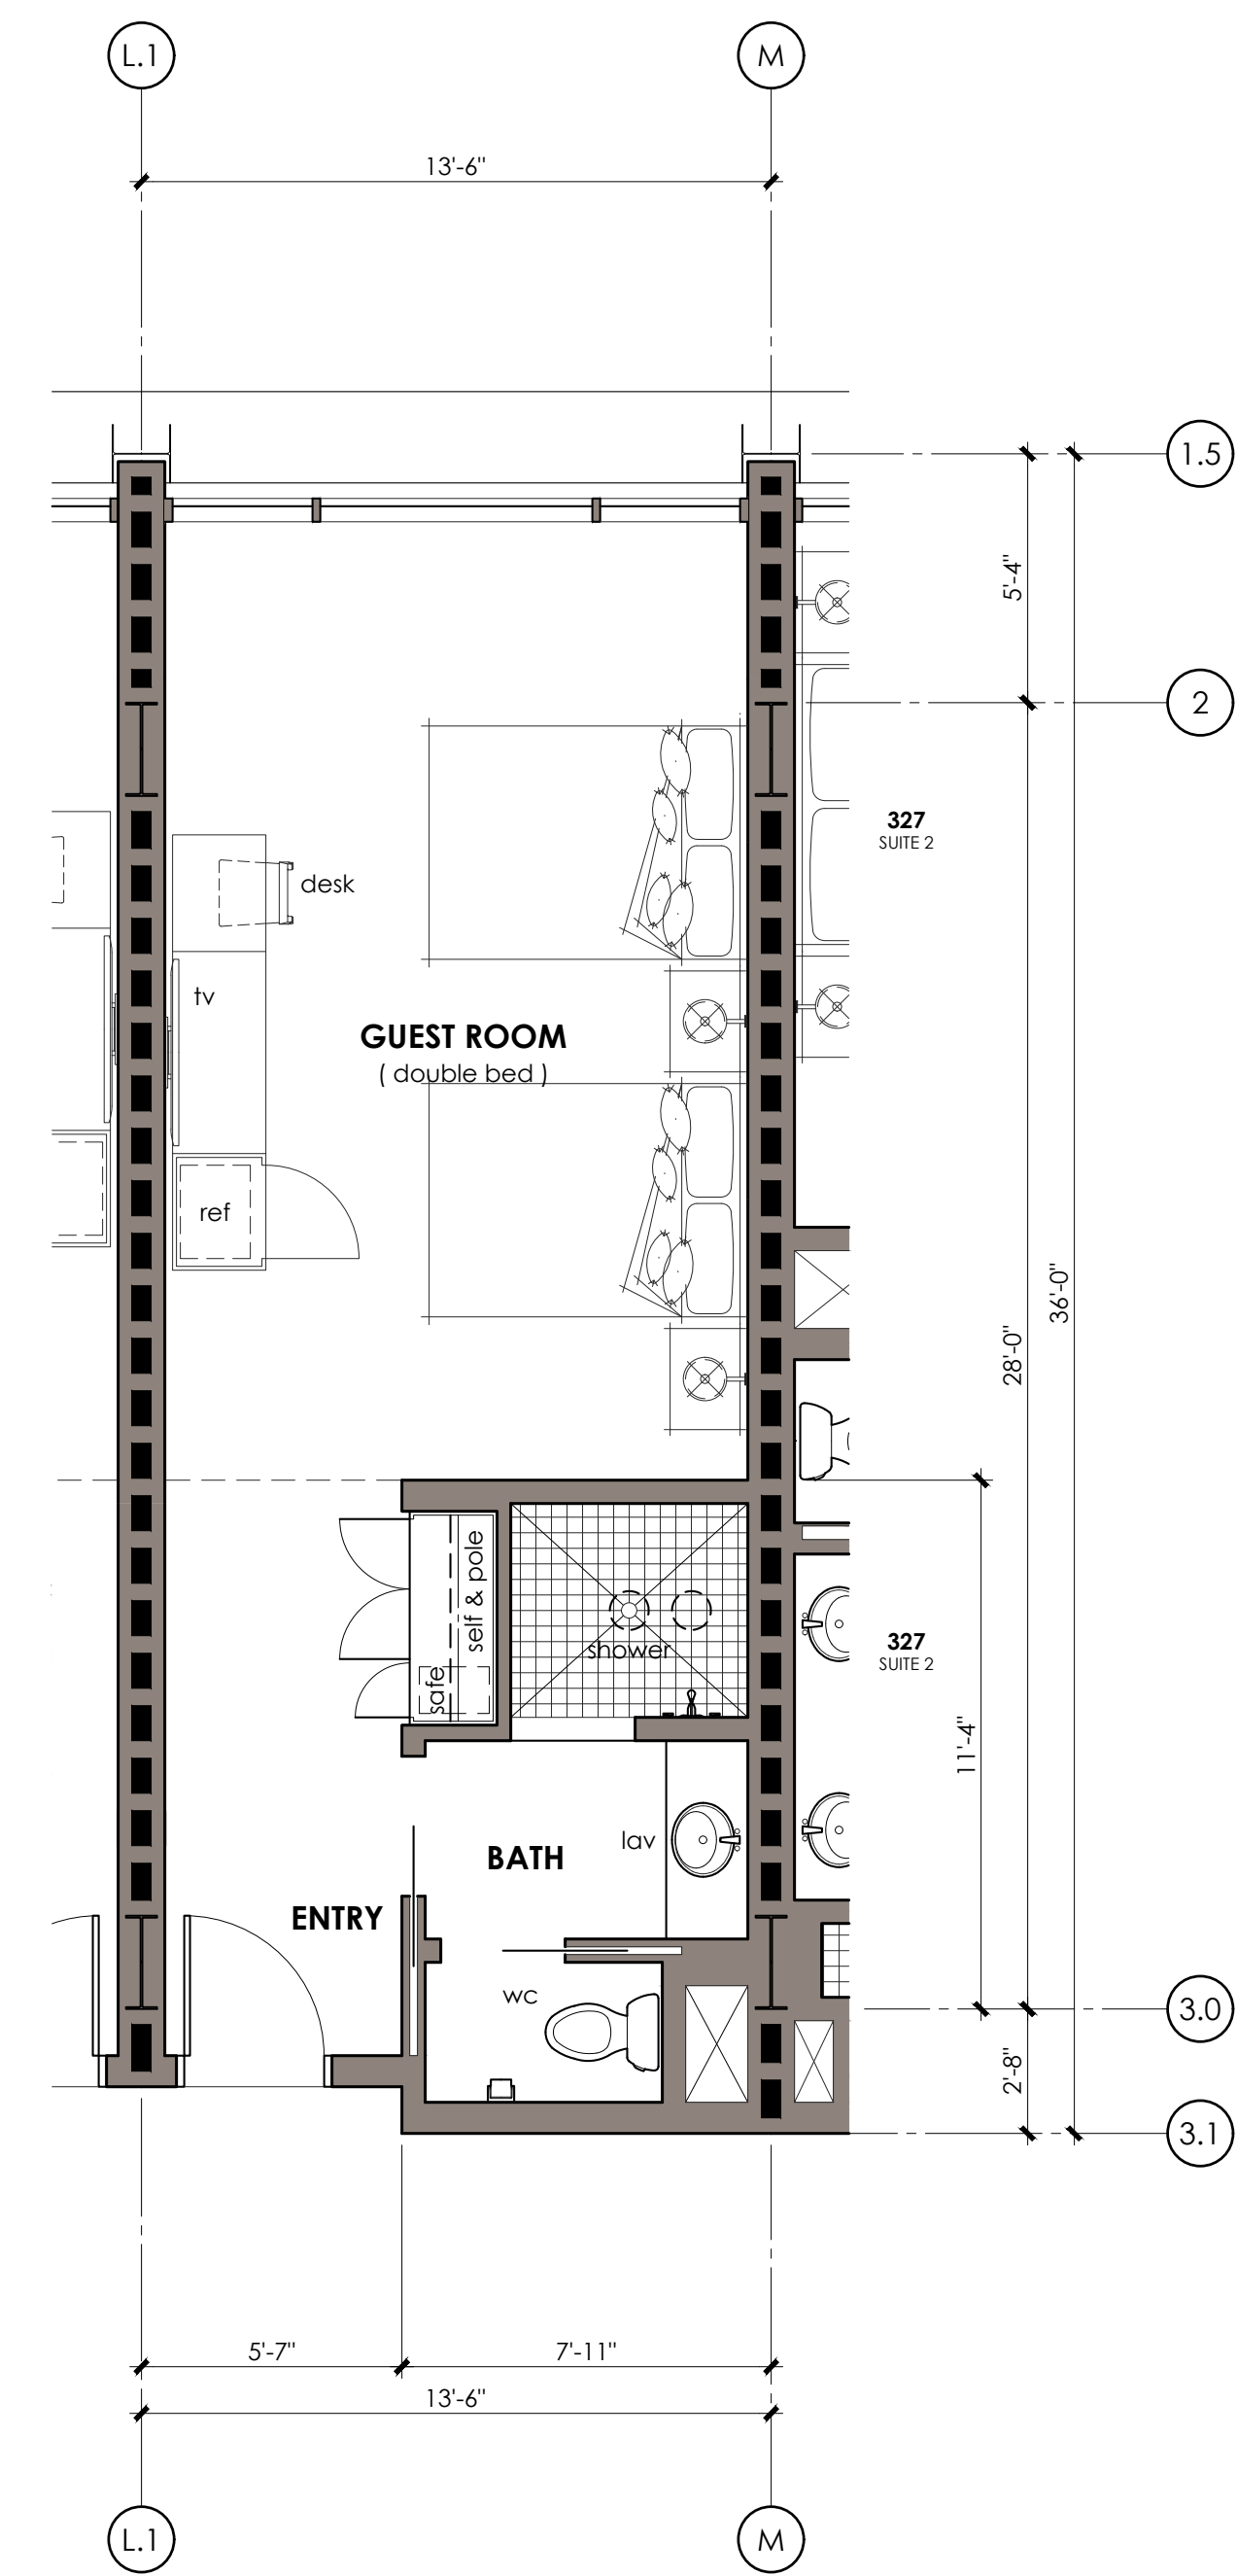 L.1
M
13'-6"
1.5
5'-4"
2
327
SUITE 2
desk
tv
GUEST ROOM
( double bed )
ref
36'-0"
28'-0"
self & pole
shower
safe
327
SUITE 2
11'-4"
lav
BATH
ENTRY
wc
3.0
2'-8"
3.1
5'-7"
7'-11"
13'-6"
L.1
M